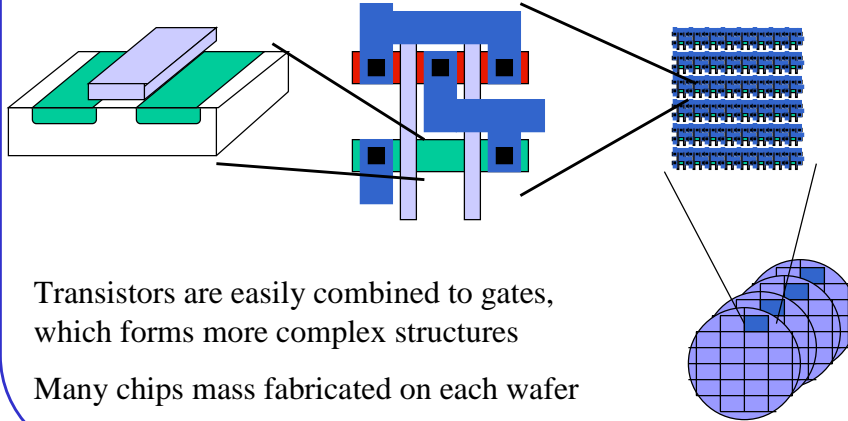 Transistors are easily combined to gates,
which forms more complex structures
Many chips mass fabricated on each wafer